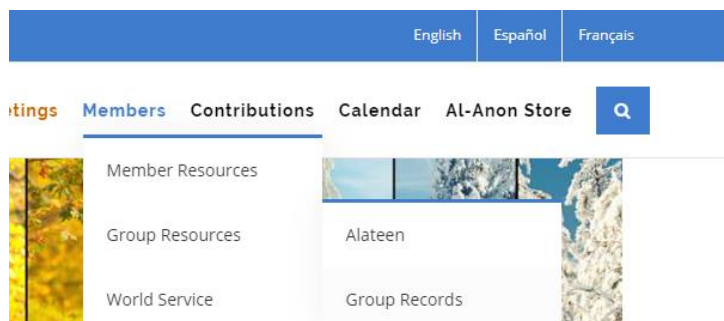 English Español Français
Members Contributions Calendar Al-Anon Store
Member Resources
Group Resources Alateen
World Service Group Records